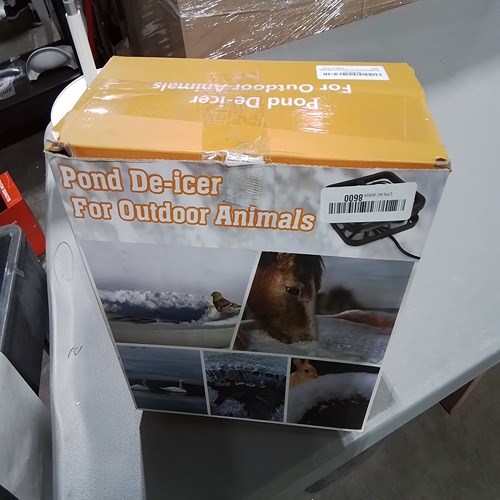 Pond De-icer
For Outdoor Animals
Pond De-icer
For Outdoor Animals
0098